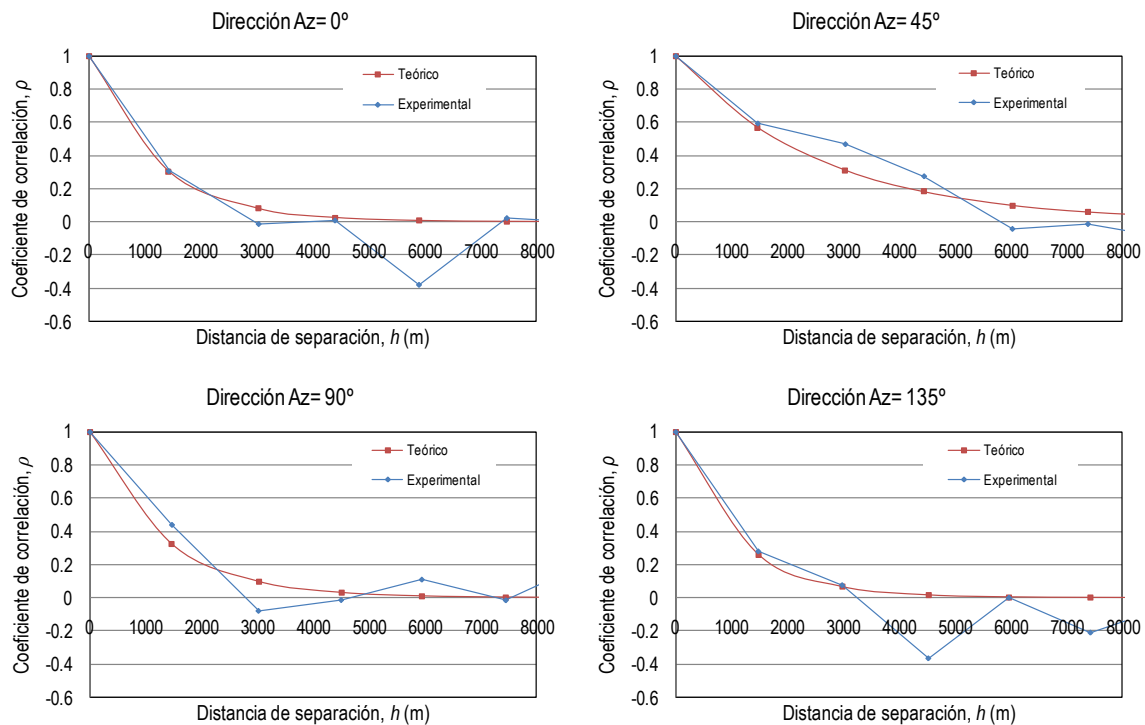 Dirección Az= 0º
Coeficiente de correlación, ρ
1
0.8
0.6
0.4
0.2
0
-0.2
-0.4
-0.6
0 1000 2000 3000 4000 5000 6000 7000 8000
Teórico
Experimental
Distancia de separación, h (m)
Dirección Az= 45º
Coeficiente de correlación, ρ
1
0.8
0.6
0.4
0.2
0
-0.2
-0.4
-0.6
0 1000 2000 3000 4000 5000 6000 7000 8000
Teórico
Experimental
Distancia de separación, h (m)
Dirección Az= 90º
Coeficiente de correlación, ρ
1
0.8
0.6
0.4
0.2
0
-0.2
-0.4
-0.6
0 1000 2000 3000 4000 5000 6000 7000 8000
Teórico
Experimental
Distancia de separación, h (m)
Dirección Az= 135º
Coeficiente de correlación, ρ
1
0.8
0.6
0.4
0.2
0
-0.2
-0.4
-0.6
0 1000 2000 3000 4000 5000 6000 7000 8000
Teórico
Experimental
Distancia de separación, h (m)